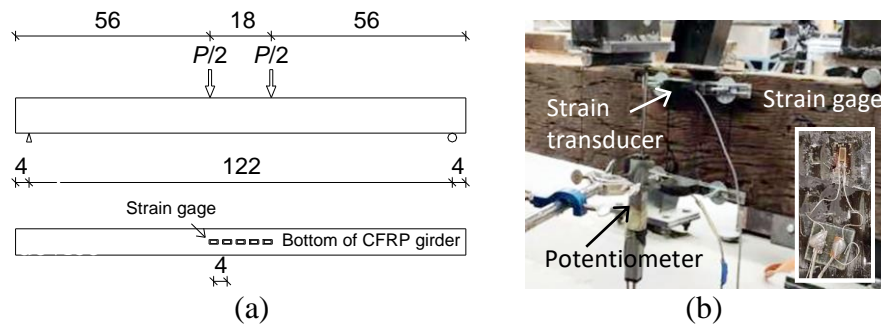 56 18 56
P/2 P/2
4 122 4
Strain gage
Bottom of CFRP girder
4
(a)
Strain gage
Strain
transducer
Potentiometer
(b)